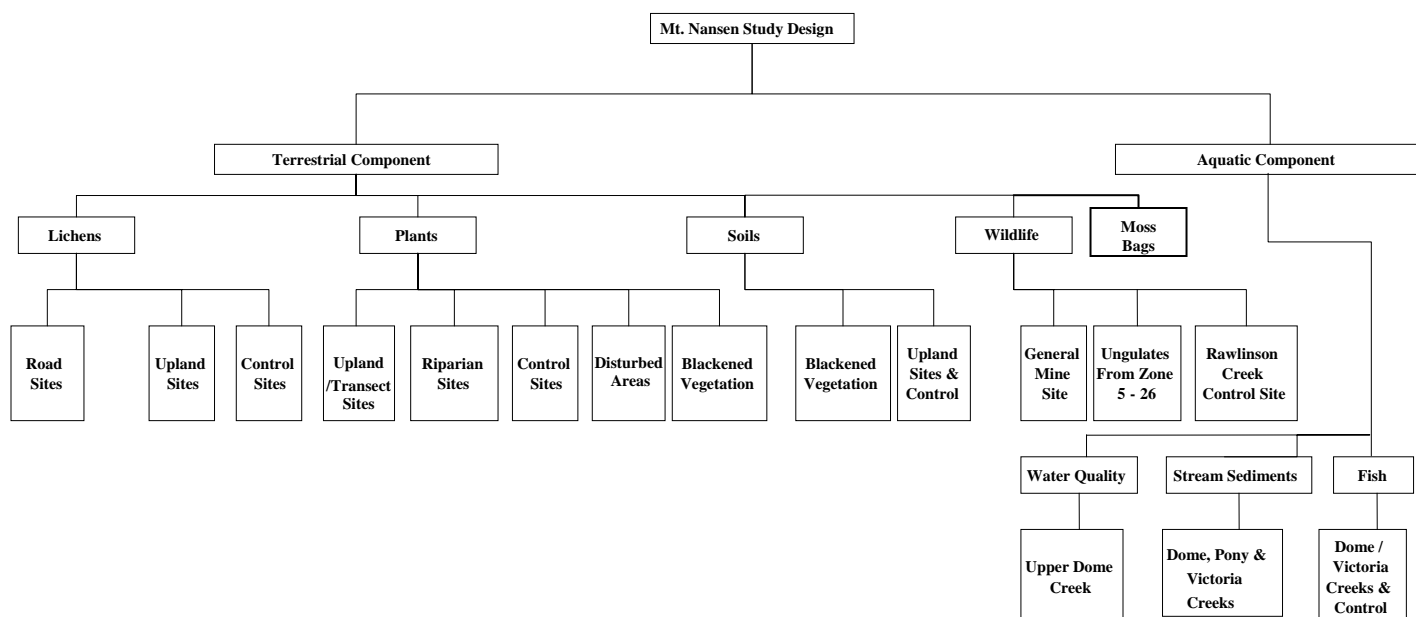 Mt. Nansen Study Design
Terrestrial Component
Aquatic Component
Lichens
Plants
Soils
Wildlife
Moss
Bags
Road
Sites
Upland
Sites
Control
Sites
Upland
/Transect
Sites
Riparian
Sites
Control
Sites
Disturbed
Areas
Blackened
Vegetation
Blackened
Vegetation
Upland
Sites &
Control
General
Mine
Site
Ungulates
From Zone
5 - 26
Rawlinson
Creek
Control Site
Water Quality
Stream Sediments
Fish
Upper Dome
Creek
Dome, Pony &
Victoria
Creeks
Dome /
Victoria
Creeks &
Control